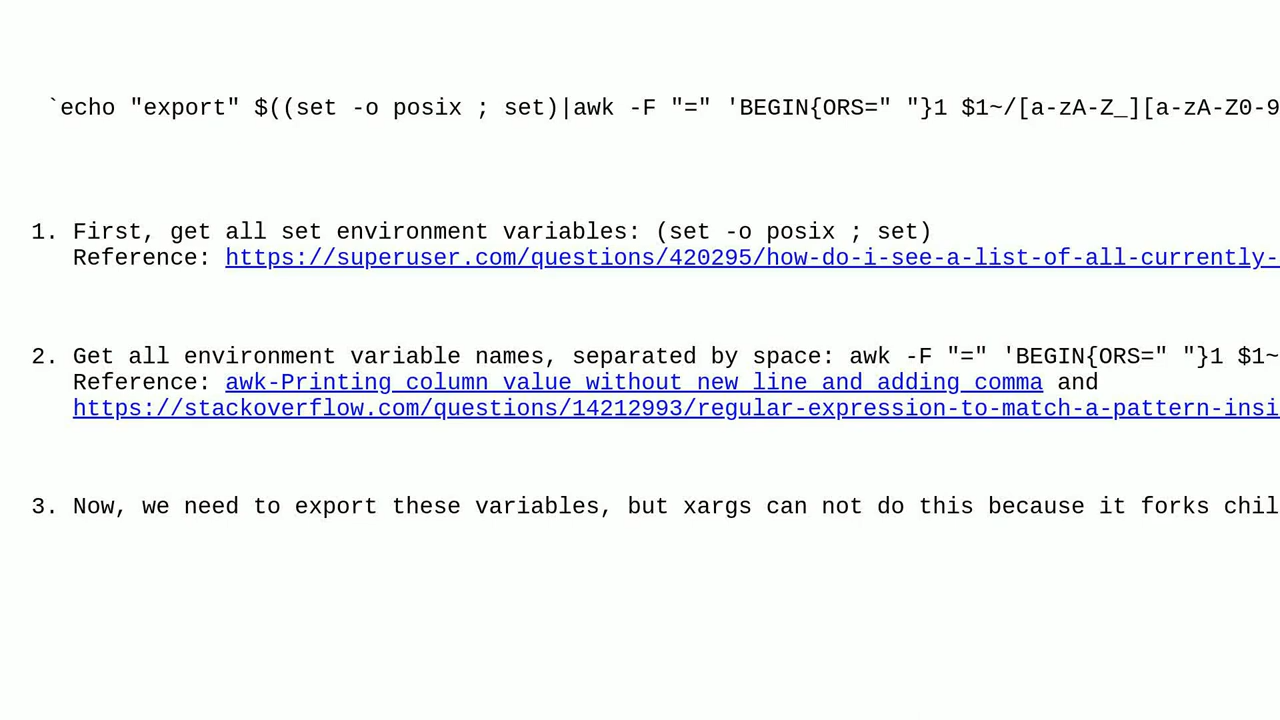 `echo "export" $((set -o posix ; set)|awk -F "=" 'BEGIN{ORS=" "}1 $1~/[a-zA-Z_][a-zA-Z0-9
1. First, get all set environment variables: (set -o posix ; set)
Reference: https://superuser.com/questions/420295/how-do-i-see-a-list-of-all-currently-
2. Get all environment variable names, separated by space: awk -F "=" 'BEGIN{ORS=" "}1 $1~
Reference: awk-Printing column value without new line and adding comma and
https://stackoverflow.com/questions/14212993/regular-expression-to-match-a-pattern-insi
3. Now, we need to export these variables, but xargs can not do this because it forks chil